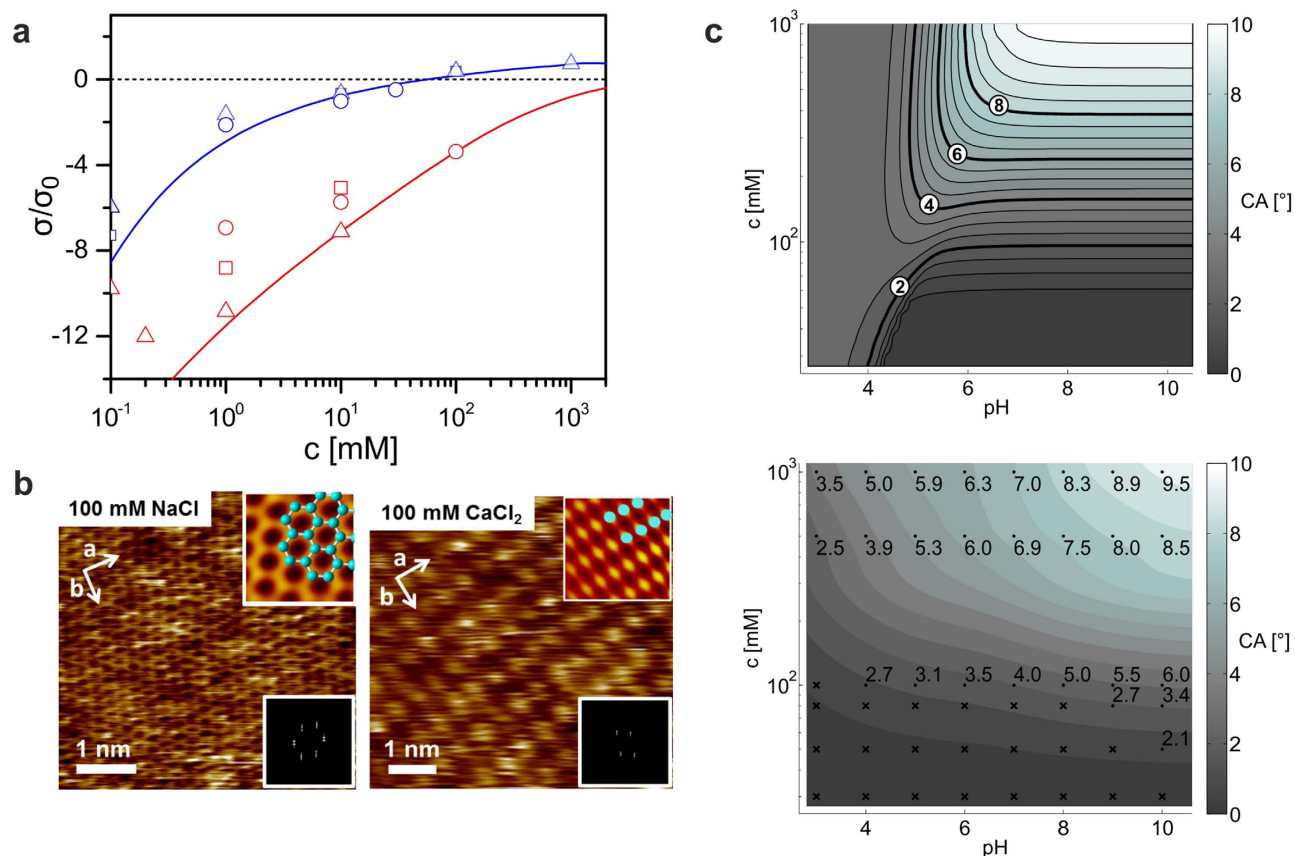 a
σ/σ₀
0
-4
-8
-12
10⁻¹ 10⁰ 10¹ 10² 10³
c [mM]
b
100 mM NaCl
a
b
1 nm
100 mM CaCl₂
a
b
1 nm
c
c [mM]
10³
10²
8
6
4
2
4 6 8 10
pH
CA [°]
10
8
6
4
2
0
c [mM]
10³
10²
3.5 5.0 5.9 6.3 7.0 8.3 8.9 9.5
2.5 3.9 5.3 6.0 6.9 7.5 8.0 8.5
2.7 3.1 3.5 4.0 5.0 5.5 6.0
2.7 3.4
2.1
4 6 8 10
pH
CA [°]
10
8
6
4
2
0